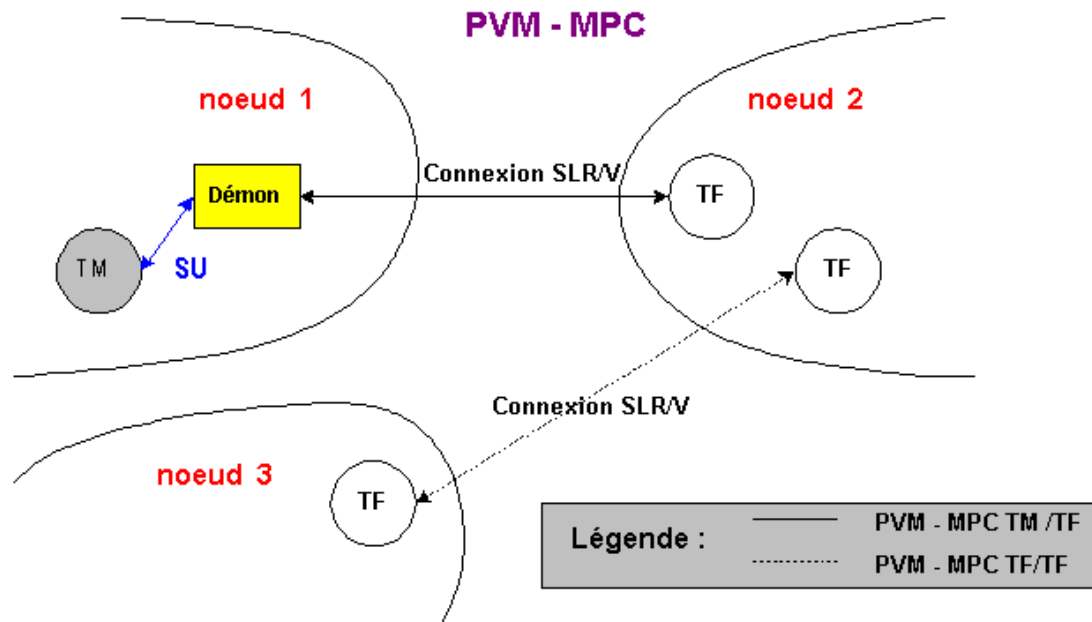 PVM - MPC
noeud 1
noeud 2
Connexion SLR/V
Démon
TF
TM
SU
TF
Connexion SLR/V
noeud 3
TF
Légende :
PVM - MPC TM /TF
PVM - MPC TF/TF